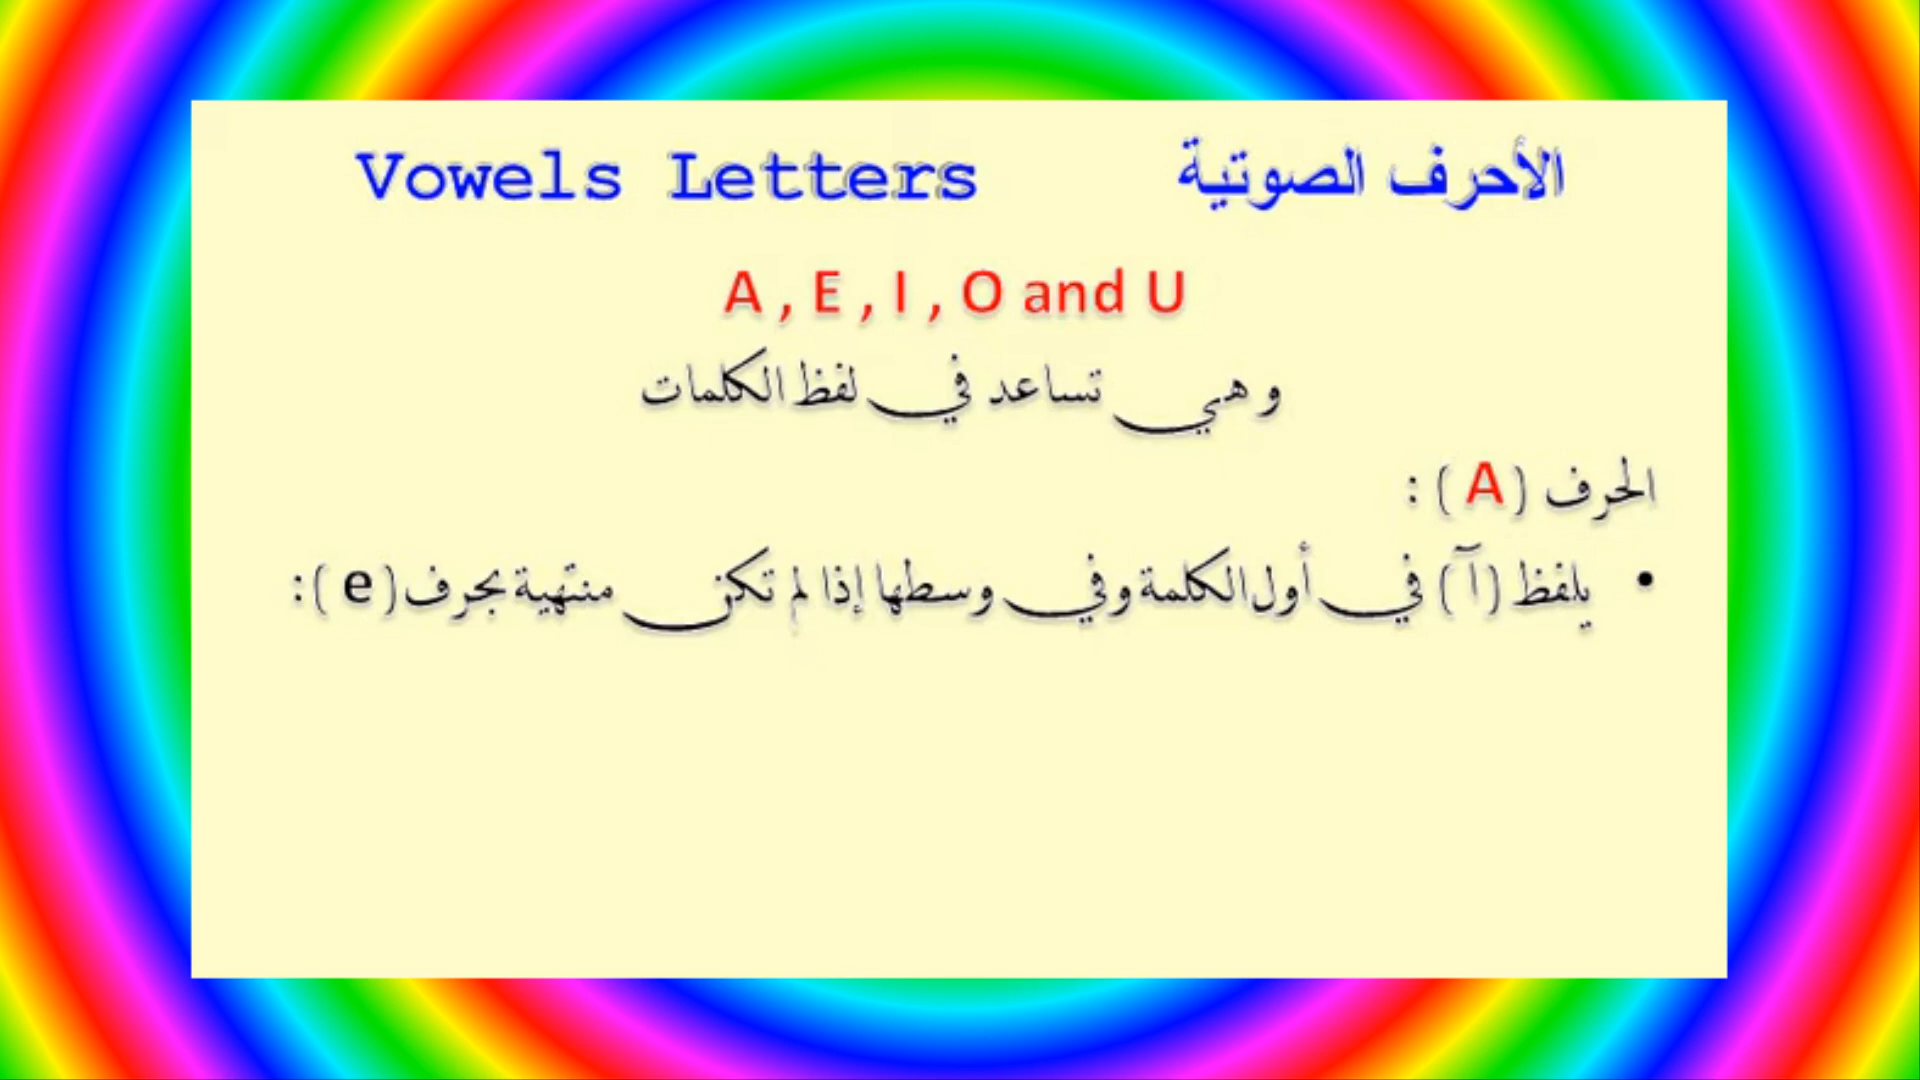 Vowels Letters الأحرف الصوتية
A , E , I , O and U
و هي تساعد في لفظ الكلمات
الحرف ( A ) :
• يلفظ ( آ ) في أول الكلمة وفي وسطها إذا لم تكن منتهية بحرف ( e ) :